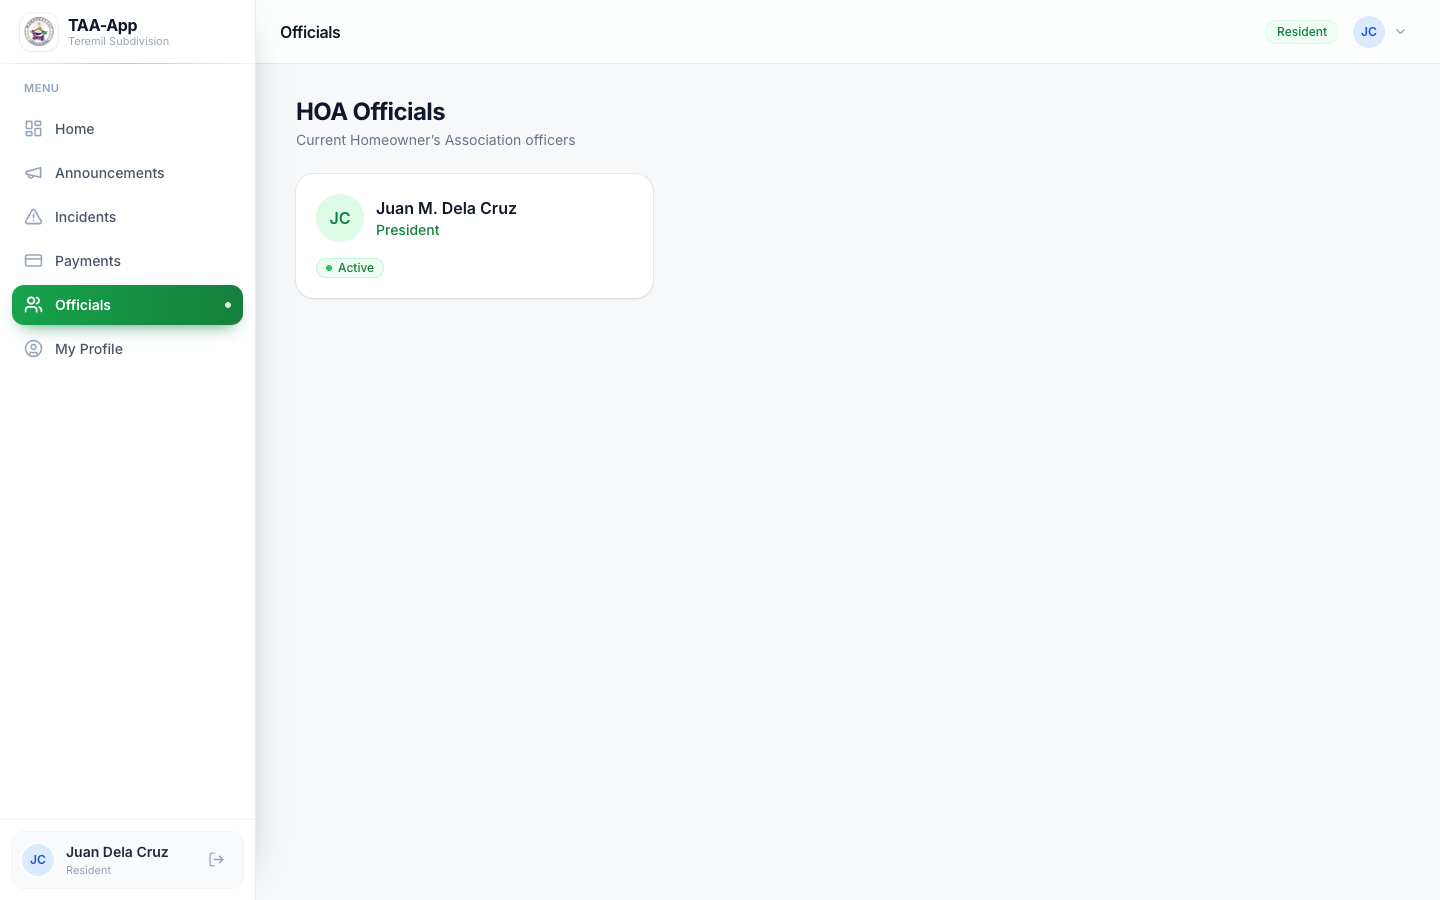 TAA-App
Teremil Subdivision
MENU
Home
Announcements
Incidents
Payments
Officials
My Profile
JC
Juan Dela Cruz
Resident
Officials
Resident
JC
HOA Officials
Current Homeowner’s Association officers
JC
Juan M. Dela Cruz
President
Active